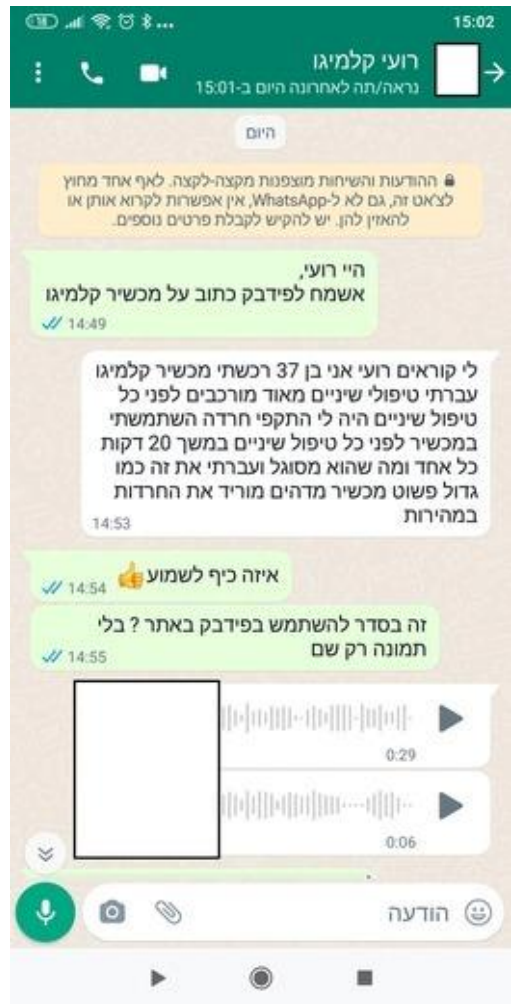 15:02
18
רועי קלמיגו
נראה/תה לאחרונה היום ב-15:01
היום
ההודעות והשיחות מוצפנות מקצה-לקצה. לאף אחד מחוץ
לצ'אט זה, גם לא ל-WhatsApp, אין אפשרות לקרוא אותן או
להאזין להן. יש להקיש לקבלת פרטים נוספים.
היי רועי,
אשמח לפידבק כתוב על מכשיר קלמיגו
14:49
לי קוראים רועי אני בן 37 רכשתי מכשיר קלמיגו
עברתי טיפולי שיניים מאוד מורכבים לפני כל
טיפול שיניים היה לי התקפי חרדה השתמשתי
במכשיר לפני כל טיפול שיניים במשך 20 דקות
כל אחד ומה שהוא מסוגל ועברתי את זה כמו
גדול פשוט מכשיר מדהים מוריד את החרדות
במהירות
14:53
איזה כיף לשמוע👍
14:54
זה בסדר להשתמש בפידבק באתר ? בלי
תמונה רק שם
14:55
0:29
0:06
הודעה